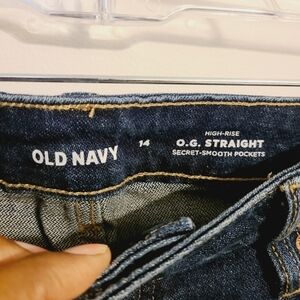 OLD NAVY
14
HIGH-RISE
O.G. STRAIGHT
SECRET-SMOOTH POCKETS